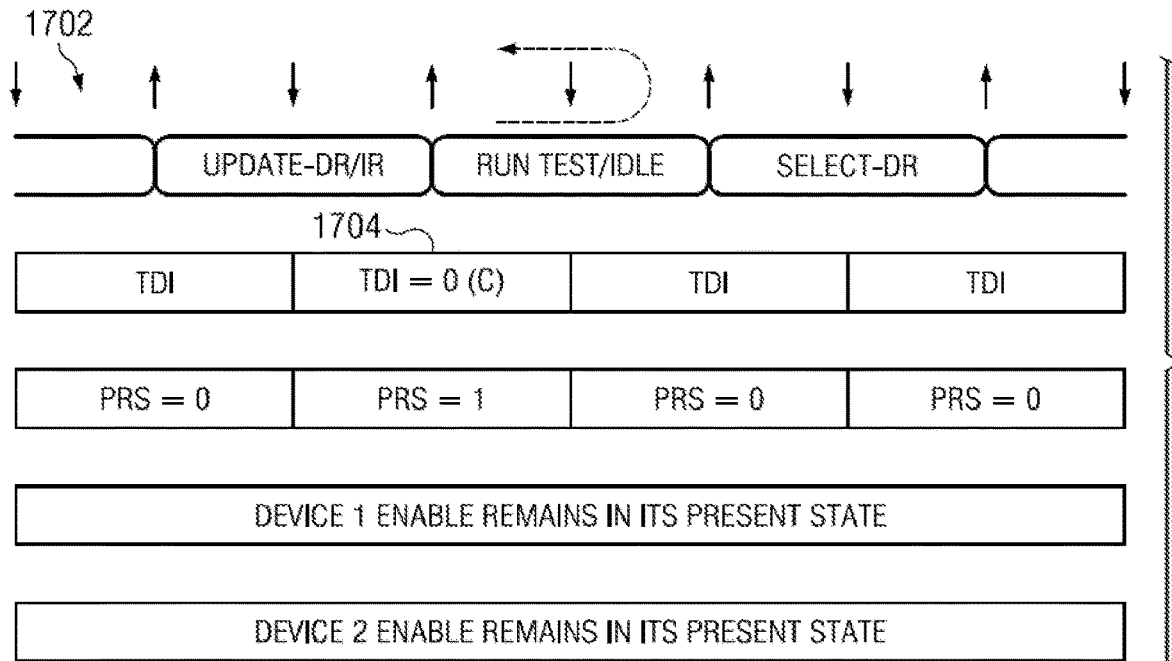 1702
UPDATE-DR/IR RUN TEST/IDLE SELECT-DR
1704
TDI TDI = 0 (C) TDI TDI
PRS = 0 PRS = 1 PRS = 0 PRS = 0
DEVICE 1 ENABLE REMAINS IN ITS PRESENT STATE
DEVICE 2 ENABLE REMAINS IN ITS PRESENT STATE